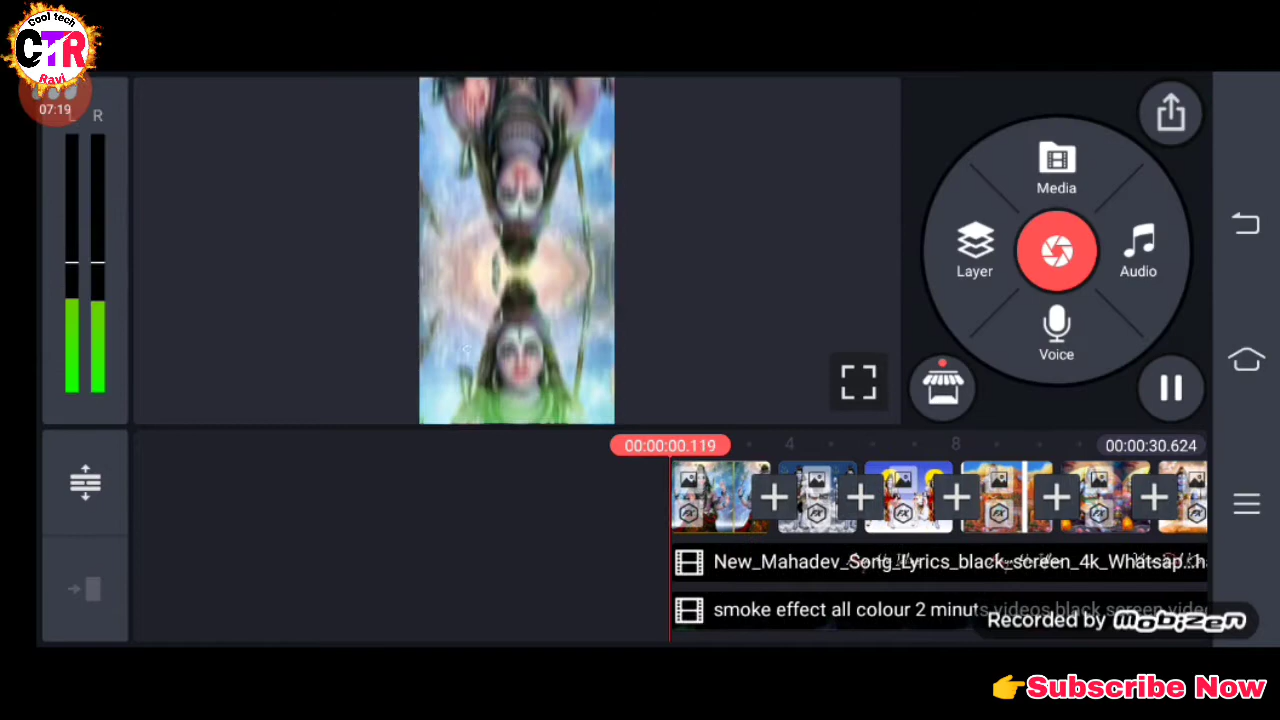 Cool tech
CTR
Ravi
07:19
L R
Media
Layer
Audio
Voice
00:00:00.119
4
8
00:00:30.624
New_Mahadev_Song_Lyrics_black_screen_4k_Whatsap..ha
smoke effect all colour 2 minuts videos black screen vide
Recorded by mobizen
👉Subscribe Now